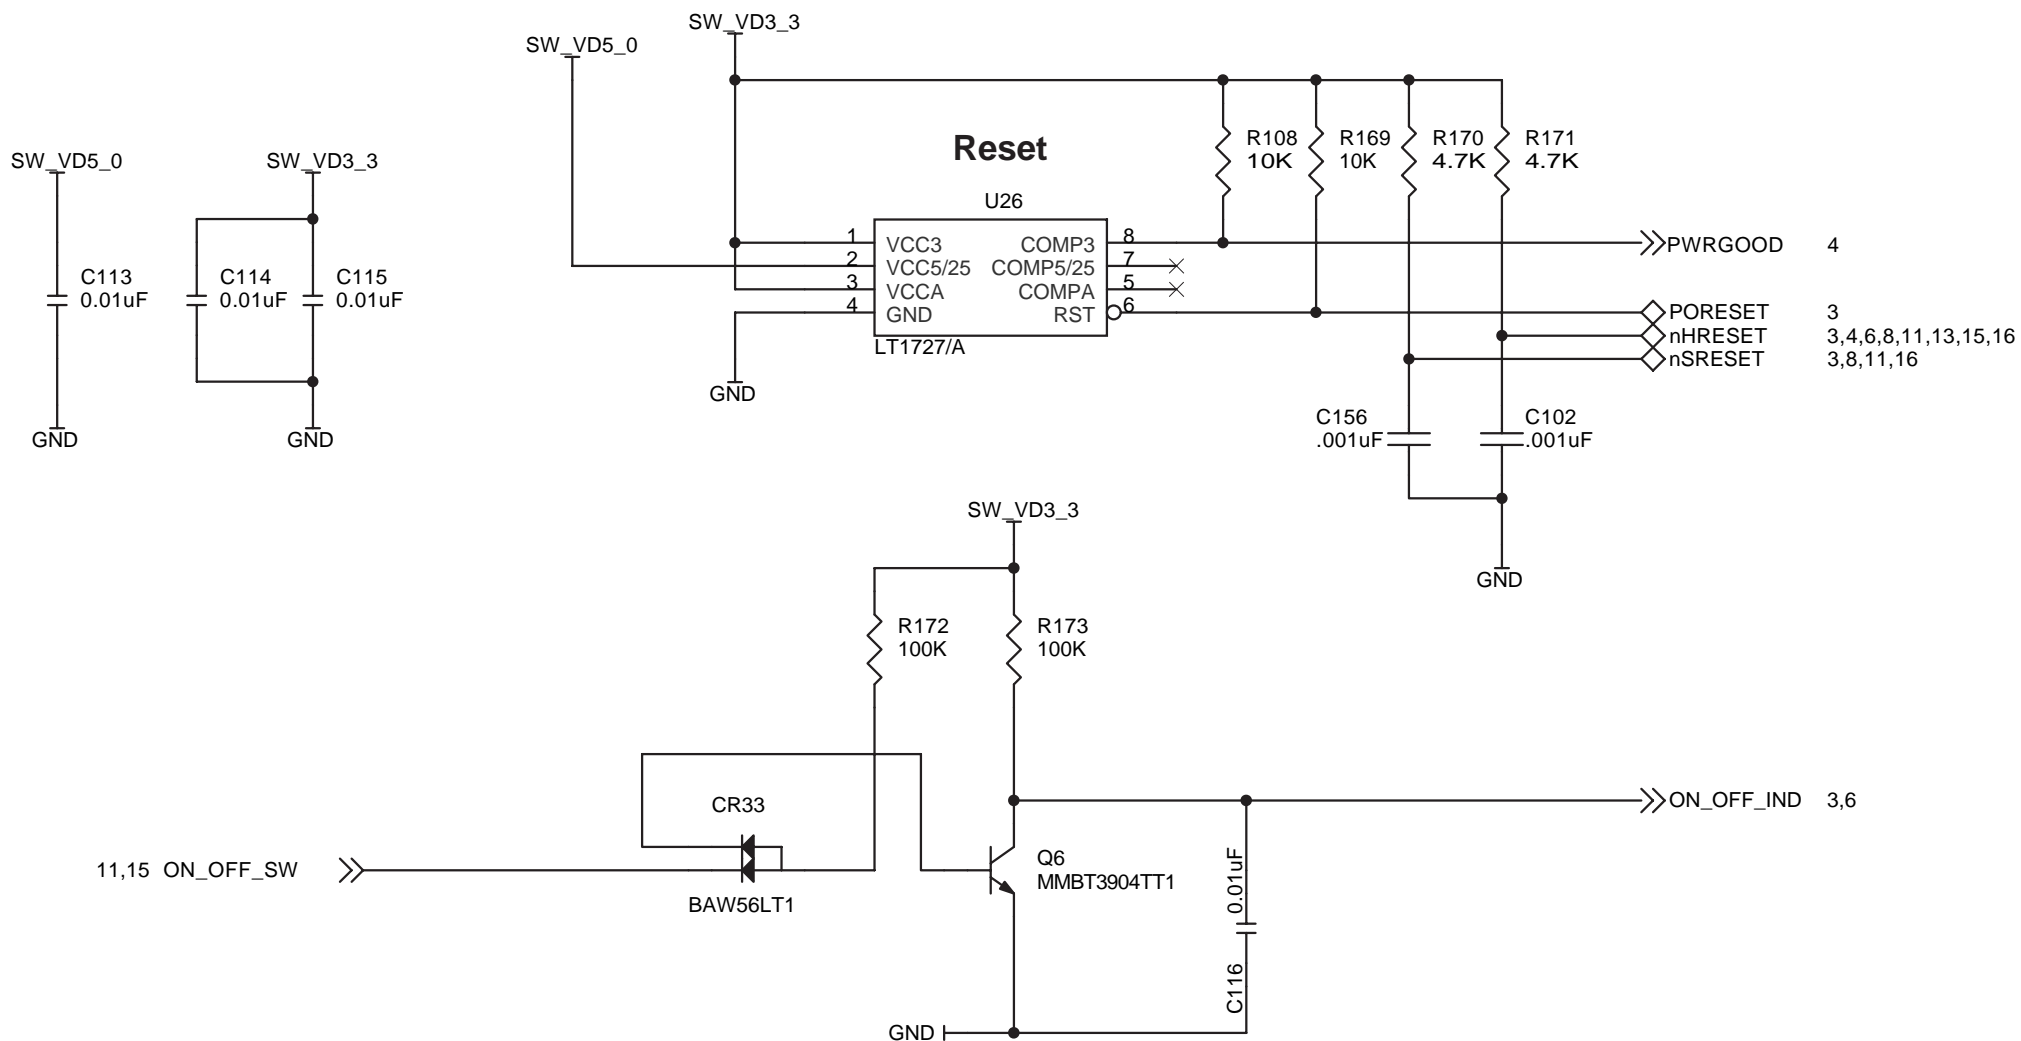 SW_VD3_3
SW_VD5_0
Reset
SW_VD5_0
SW_VD3_3
C113
0.01uF
C114
0.01uF
C115
0.01uF
GND
GND
R108
10K
R169
10K
R170
4.7K
R171
4.7K
U26
1 VCC3 COMP3 8
2 VCC5/25 COMP5/25 7
3 VCCA COMPA 5
4 GND RST 6
LT1727/A
GND
PWRGOOD 4
PORESET 3
nHRESET 3,4,6,8,11,13,15,16
nSRESET 3,8,11,16
C156
.001uF
C102
.001uF
GND
SW_VD3_3
R172
100K
R173
100K
CR33
BAW56LT1
11,15 ON_OFF_SW
Q6
MMBT3904TT1
ON_OFF_IND 3,6
0.01uF
C116
GND